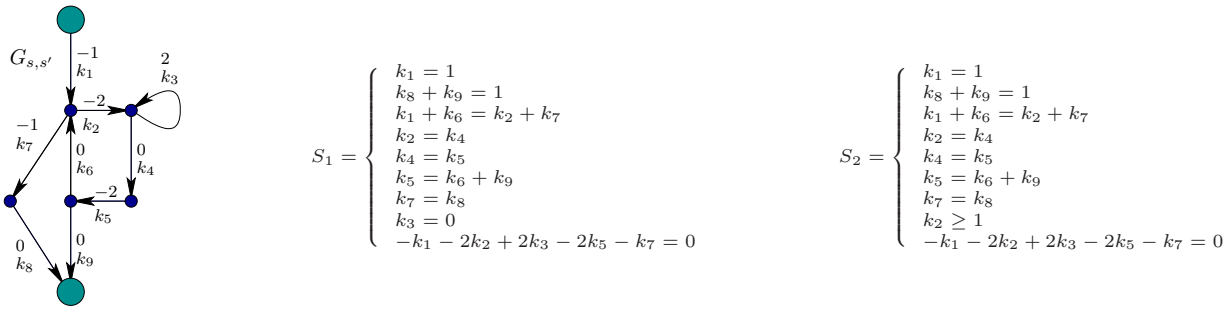 G_{s,s'}
−1
k_1
2
k_3
−2
k_2
−1
k_7
0
k_6
0
k_4
−2
k_5
0
k_8
0
k_9
S_1 = {
k_1 = 1
k_8 + k_9 = 1
k_1 + k_6 = k_2 + k_7
k_2 = k_4
k_4 = k_5
k_5 = k_6 + k_9
k_7 = k_8
k_3 = 0
−k_1 − 2k_2 + 2k_3 − 2k_5 − k_7 = 0
S_2 = {
k_1 = 1
k_8 + k_9 = 1
k_1 + k_6 = k_2 + k_7
k_2 = k_4
k_4 = k_5
k_5 = k_6 + k_9
k_7 = k_8
k_2 ≥ 1
−k_1 − 2k_2 + 2k_3 − 2k_5 − k_7 = 0